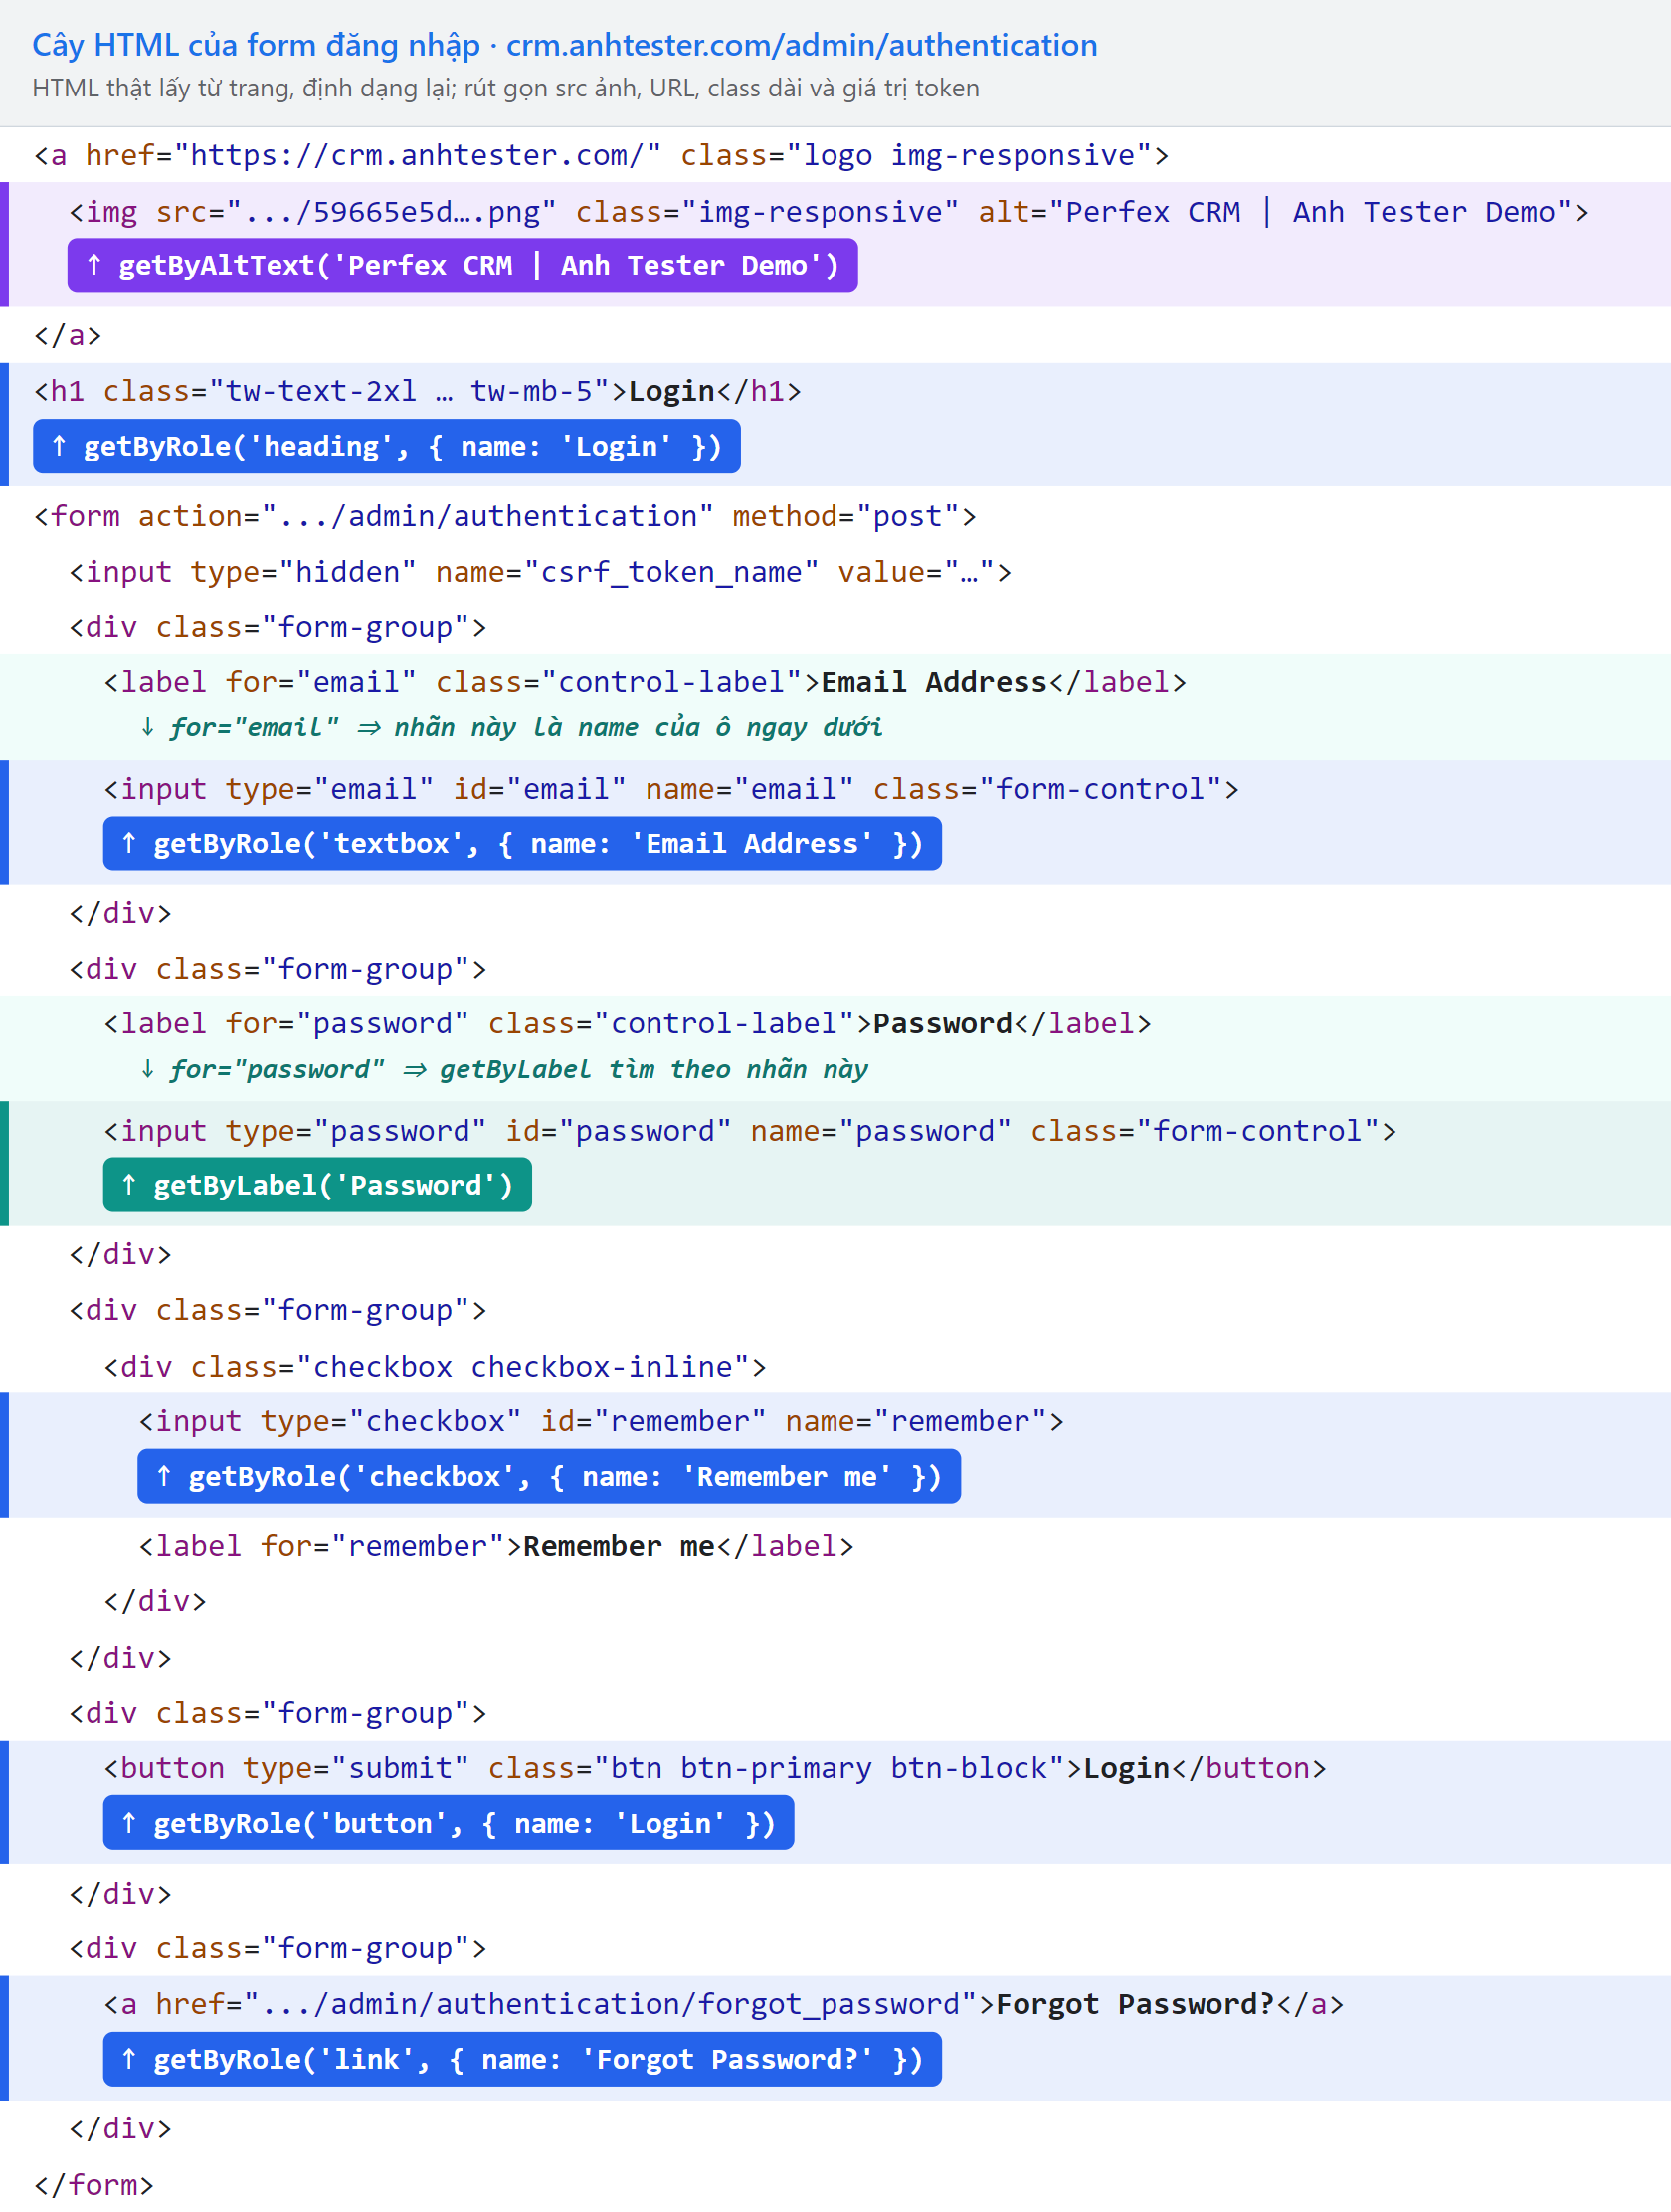 Cây HTML của form đăng nhập · crm.anhtester.com/admin/authentication
HTML thật lấy từ trang, định dạng lại; rút gọn src ảnh, URL, class dài và giá trị token
<a href="https://crm.anhtester.com/" class="logo img-responsive">
<img src=".../59665e5d….png" class="img-responsive" alt="Perfex CRM | Anh Tester Demo">
↑ getByAltText('Perfex CRM | Anh Tester Demo')
</a>
<h1 class="tw-text-2xl … tw-mb-5">Login</h1>
↑ getByRole('heading', { name: 'Login' })
<form action=".../admin/authentication" method="post">
<input type="hidden" name="csrf_token_name" value="…">
<div class="form-group">
<label for="email" class="control-label">Email Address</label>
↓ for="email" ⇒ nhãn này là name của ô ngay dưới
<input type="email" id="email" name="email" class="form-control">
↑ getByRole('textbox', { name: 'Email Address' })
</div>
<div class="form-group">
<label for="password" class="control-label">Password</label>
↓ for="password" ⇒ getByLabel tìm theo nhãn này
<input type="password" id="password" name="password" class="form-control">
↑ getByLabel('Password')
</div>
<div class="form-group">
<div class="checkbox checkbox-inline">
<input type="checkbox" id="remember" name="remember">
↑ getByRole('checkbox', { name: 'Remember me' })
<label for="remember">Remember me</label>
</div>
</div>
<div class="form-group">
<button type="submit" class="btn btn-primary btn-block">Login</button>
↑ getByRole('button', { name: 'Login' })
</div>
<div class="form-group">
<a href=".../admin/authentication/forgot_password">Forgot Password?</a>
↑ getByRole('link', { name: 'Forgot Password?' })
</div>
</form>